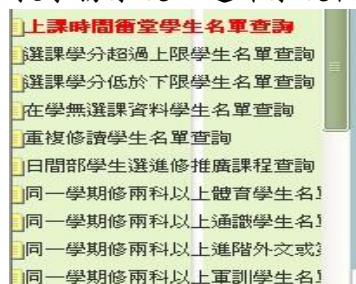 上課時間衝堂學生名單查詢
選課學分超過上限學生名單查詢
選課學分低於下限學生名單查詢
在學無選課資料學生名單查詢
重複修讀學生名單查詢
日間部學生選進修推廣課程查詢
同一學期修兩科以上體育學生名
同一學期修兩科以上通識學生名
同一學期修兩科以上進階外文或
同一學期修兩科以上軍訓學生名